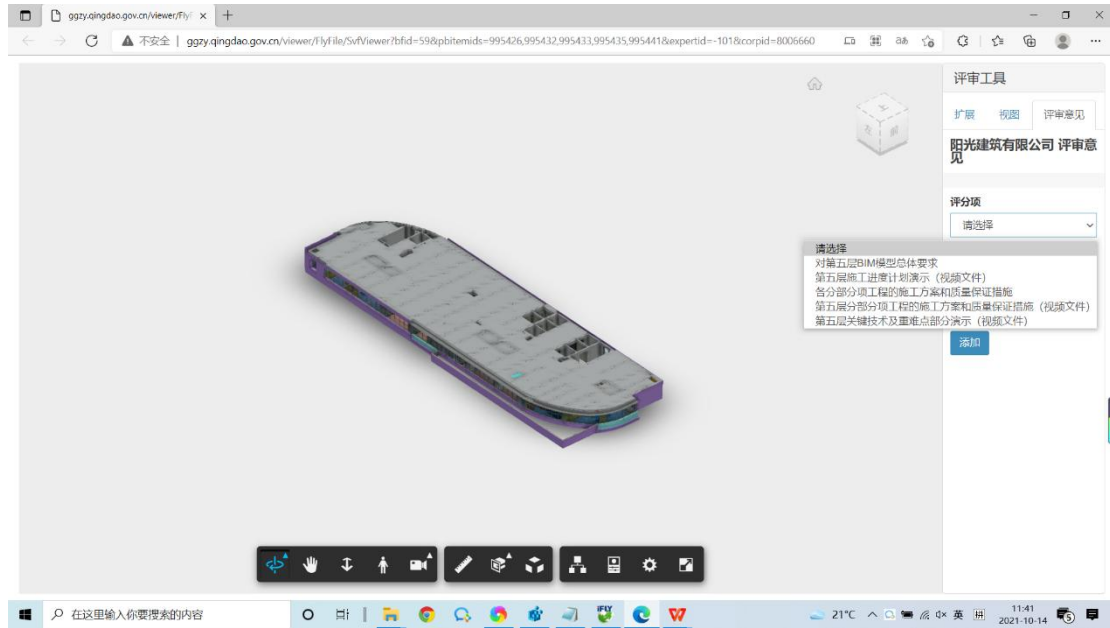 ggzy.qingdao.gov.cn/viewer/Fly
不安全 | ggzy.qingdao.gov.cn/viewer/FlyFile/SvfViewer?bfid=59&pbitemids=995426,995432,995433,995435,995441&expertid=-101&corpid=8006660
评审工具
扩展 视图 评审意见
阳光建筑有限公司 评审意
见
评分项
请选择
请选择
对第五层BIM模型总体要求
第五层施工进度计划演示(视频文件)
各分部分项工程的施工方案和质量保证措施
第五层分部分项工程的施工方案和质量保证措施(视频文件)
第五层关键技术及重难点部分演示(视频文件)
添加
在这里输入你要搜索的内容
iFLY
21°C
英
拼
11:41
2021-10-14
5